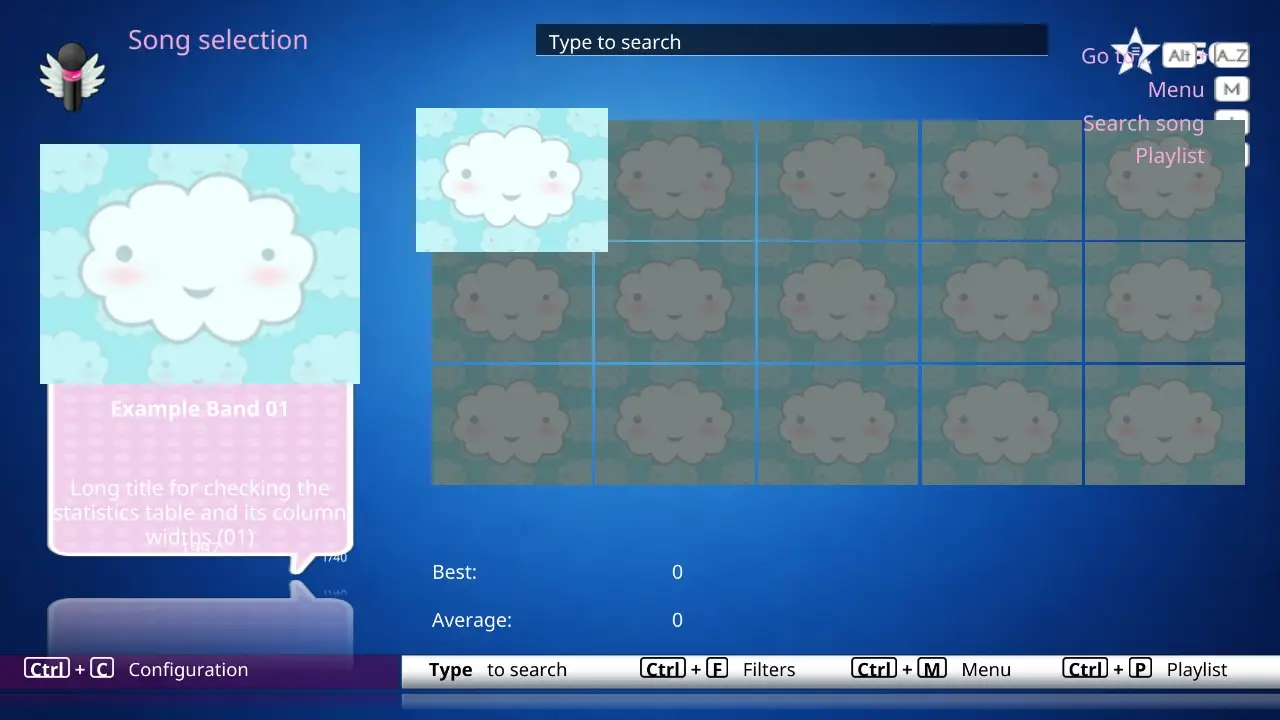 Song selection
Type to search
Go to
Alt
A..Z
Menu M
Search song
Playlist
Example Band 01
Long title for checking the
statistics table and its column
widths (01)
1/40
Best: 0
Average: 0
Ctrl + C Configuration
Type to search
Ctrl + F Filters
Ctrl + M Menu
Ctrl + P Playlist